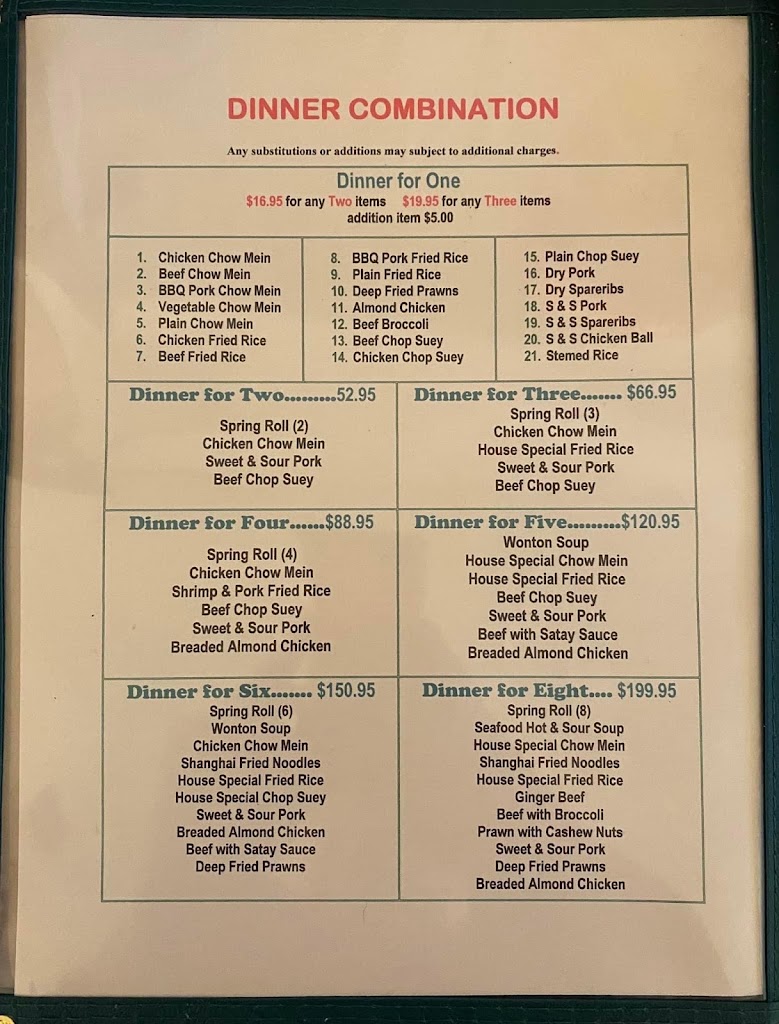 DINNER COMBINATION
Any substitutions or additions may subject to additional charges.
Dinner for One
$16.95 for any Two items $19.95 for any Three items
addition item $5.00
1. Chicken Chow Mein
2. Beef Chow Mein
3. BBQ Pork Chow Mein
4. Vegetable Chow Mein
5. Plain Chow Mein
6. Chicken Fried Rice
7. Beef Fried Rice
8. BBQ Pork Fried Rice
9. Plain Fried Rice
10. Deep Fried Prawns
11. Almond Chicken
12. Beef Broccoli
13. Beef Chop Suey
14. Chicken Chop Suey
15. Plain Chop Suey
16. Dry Pork
17. Dry Spareribs
18. S & S Pork
19. S & S Spareribs
20. S & S Chicken Ball
21. Stemed Rice
Dinner for Two..........52.95
Spring Roll (2)
Chicken Chow Mein
Sweet & Sour Pork
Beef Chop Suey
Dinner for Three........ $66.95
Spring Roll (3)
Chicken Chow Mein
House Special Fried Rice
Sweet & Sour Pork
Beef Chop Suey
Dinner for Four......$88.95
Spring Roll (4)
Chicken Chow Mein
Shrimp & Pork Fried Rice
Beef Chop Suey
Sweet & Sour Pork
Breaded Almond Chicken
Dinner for Five.........$120.95
Wonton Soup
House Special Chow Mein
House Special Fried Rice
Beef Chop Suey
Sweet & Sour Pork
Beef with Satay Sauce
Breaded Almond Chicken
Dinner for Six....... $150.95
Spring Roll (6)
Wonton Soup
Chicken Chow Mein
Shanghai Fried Noodles
House Special Fried Rice
House Special Chop Suey
Sweet & Sour Pork
Breaded Almond Chicken
Beef with Satay Sauce
Deep Fried Prawns
Dinner for Eight.... $199.95
Spring Roll (8)
Seafood Hot & Sour Soup
House Special Chow Mein
Shanghai Fried Noodles
House Special Fried Rice
Ginger Beef
Beef with Broccoli
Prawn with Cashew Nuts
Sweet & Sour Pork
Deep Fried Prawns
Breaded Almond Chicken